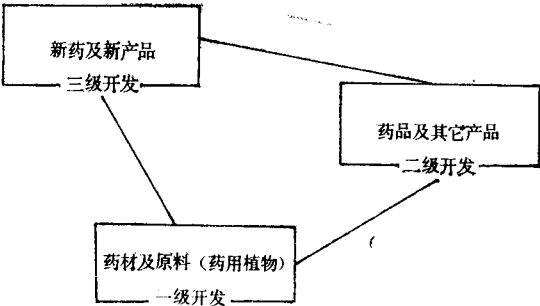 新药及新产品
三级开发
药品及其它产品
二级开发
药材及原料（药用植物）
一级开发